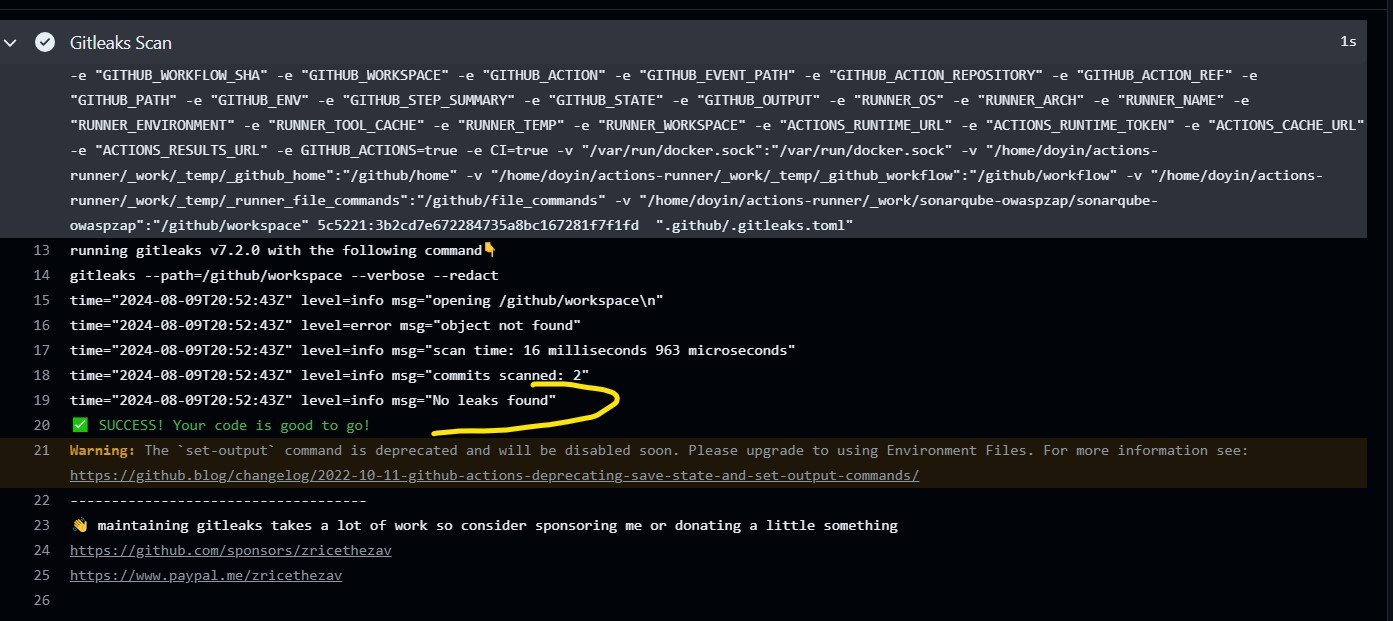 Gitleaks Scan 1s
-e "GITHUB_WORKFLOW_SHA" -e "GITHUB_WORKSPACE" -e "GITHUB_ACTION" -e "GITHUB_EVENT_PATH" -e "GITHUB_ACTION_REPOSITORY" -e "GITHUB_ACTION_REF" -e
"GITHUB_PATH" -e "GITHUB_ENV" -e "GITHUB_STEP_SUMMARY" -e "GITHUB_STATE" -e "GITHUB_OUTPUT" -e "RUNNER_OS" -e "RUNNER_ARCH" -e "RUNNER_NAME" -e
"RUNNER_ENVIRONMENT" -e "RUNNER_TOOL_CACHE" -e "RUNNER_TEMP" -e "RUNNER_WORKSPACE" -e "ACTIONS_RUNTIME_URL" -e "ACTIONS_RUNTIME_TOKEN" -e "ACTIONS_CACHE_URL"
-e "ACTIONS_RESULTS_URL" -e GITHUB_ACTIONS=true -e CI=true -v "/var/run/docker.sock":"/var/run/docker.sock" -v "/home/doyin/actions-
runner/_work/_temp/_github_home":"/github/home" -v "/home/doyin/actions-runner/_work/_temp/_github_workflow":"/github/workflow" -v "/home/doyin/actions-
runner/_work/_temp/_runner_file_commands":"/github/file_commands" -v "/home/doyin/actions-runner/_work/sonarqube-owaspzap/sonarqube-
owaspzap":"/github/workspace" 5c5221:3b2cd7e672284735a8bc167281f7f1fd  ".github/.gitleaks.toml"
13 running gitleaks v7.2.0 with the following command👇
14 gitleaks --path=/github/workspace --verbose --redact
15 time="2024-08-09T20:52:43Z" level=info msg="opening /github/workspace\n"
16 time="2024-08-09T20:52:43Z" level=error msg="object not found"
17 time="2024-08-09T20:52:43Z" level=info msg="scan time: 16 milliseconds 963 microseconds"
18 time="2024-08-09T20:52:43Z" level=info msg="commits scanned: 2"
19 time="2024-08-09T20:52:43Z" level=info msg="No leaks found"
20 ✅ SUCCESS! Your code is good to go!
21 Warning: The `set-output` command is deprecated and will be disabled soon. Please upgrade to using Environment Files. For more information see:
https://github.blog/changelog/2022-10-11-github-actions-deprecating-save-state-and-set-output-commands/
22 ------------------------------------
23 👋 maintaining gitleaks takes a lot of work so consider sponsoring me or donating a little something
24 https://github.com/sponsors/zricethezav
25 https://www.paypal.me/zricethezav
26